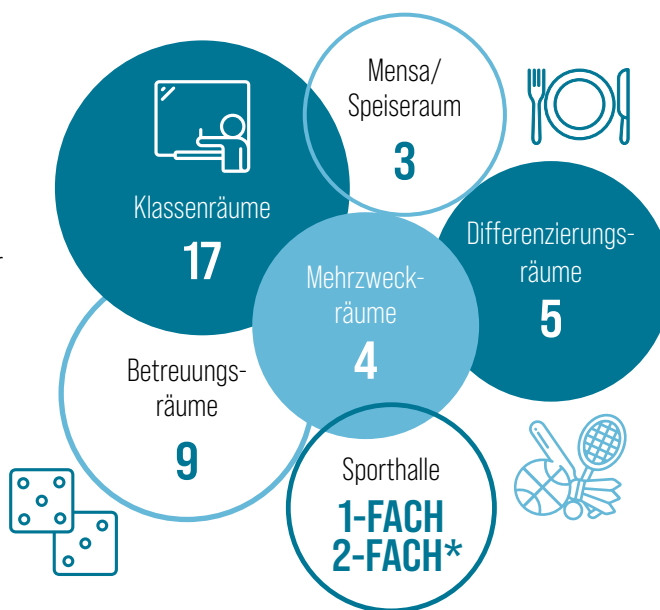 Mensa/
Speiseraum
3
Klassenräume
17
Differenzierungs-
räume
5
Mehrzweck-
räume
4
Betreuungs-
räume
9
Sporthalle
1-FACH
2-FACH*